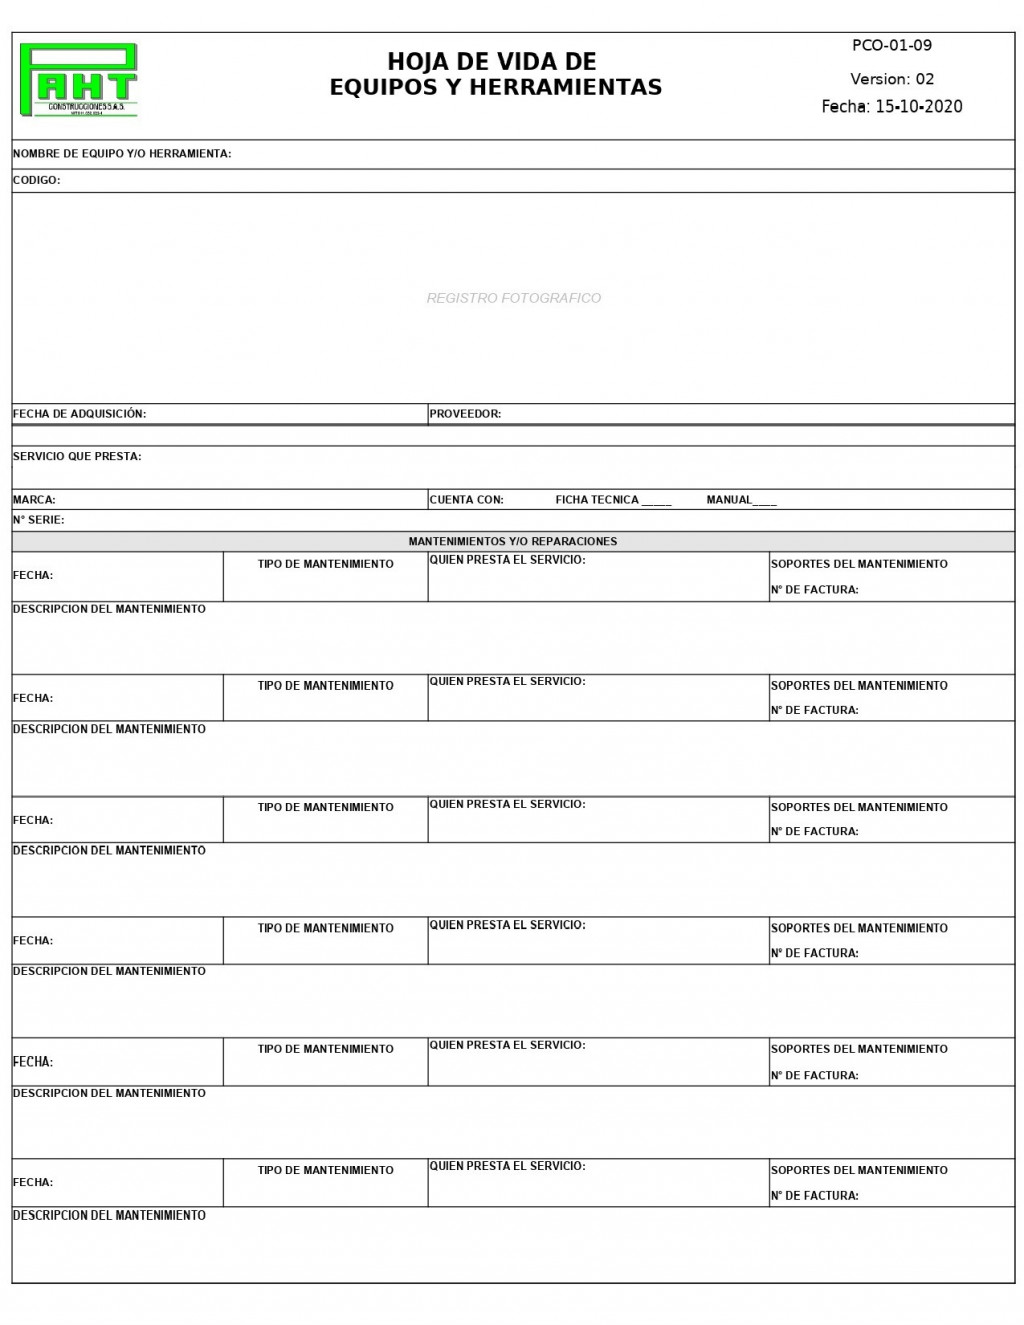 PAHT
CONSTRUCCIONES S.A.S.
HOJA DE VIDA DE
EQUIPOS Y HERRAMIENTAS
PCO-01-09
Version: 02
Fecha: 15-10-2020
NOMBRE DE EQUIPO Y/O HERRAMIENTA:
CODIGO:
REGISTRO FOTOGRAFICO
FECHA DE ADQUISICIÓN: PROVEEDOR:
SERVICIO QUE PRESTA:
MARCA: CUENTA CON: FICHA TECNICA _____ MANUAL____
N° SERIE:
MANTENIMIENTOS Y/O REPARACIONES
FECHA: TIPO DE MANTENIMIENTO QUIEN PRESTA EL SERVICIO: SOPORTES DEL MANTENIMIENTO
N° DE FACTURA:
DESCRIPCION DEL MANTENIMIENTO
FECHA: TIPO DE MANTENIMIENTO QUIEN PRESTA EL SERVICIO: SOPORTES DEL MANTENIMIENTO
N° DE FACTURA:
DESCRIPCION DEL MANTENIMIENTO
FECHA: TIPO DE MANTENIMIENTO QUIEN PRESTA EL SERVICIO: SOPORTES DEL MANTENIMIENTO
N° DE FACTURA:
DESCRIPCION DEL MANTENIMIENTO
FECHA: TIPO DE MANTENIMIENTO QUIEN PRESTA EL SERVICIO: SOPORTES DEL MANTENIMIENTO
N° DE FACTURA:
DESCRIPCION DEL MANTENIMIENTO
FECHA: TIPO DE MANTENIMIENTO QUIEN PRESTA EL SERVICIO: SOPORTES DEL MANTENIMIENTO
N° DE FACTURA:
DESCRIPCION DEL MANTENIMIENTO
FECHA: TIPO DE MANTENIMIENTO QUIEN PRESTA EL SERVICIO: SOPORTES DEL MANTENIMIENTO
N° DE FACTURA:
DESCRIPCION DEL MANTENIMIENTO